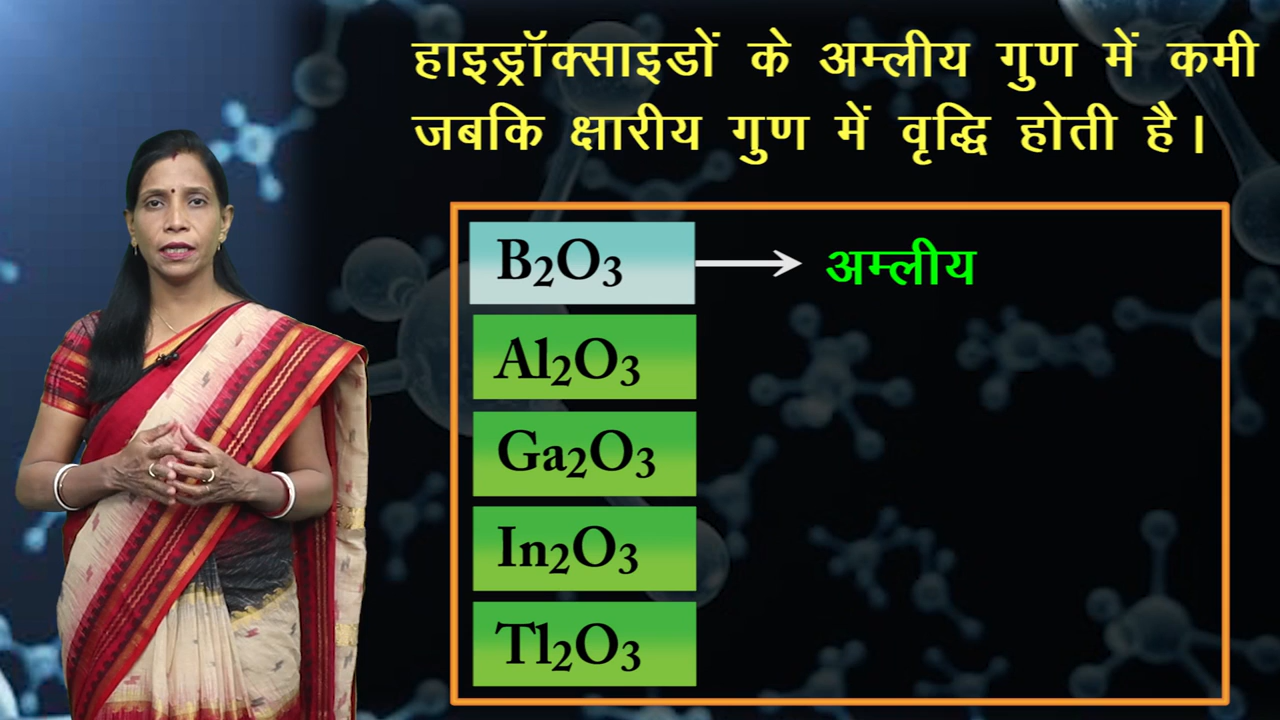 हाइड्रॉक्साइडों के अम्लीय गुण में कमी
जबकि क्षारीय गुण में वृद्धि होती है।
B₂O₃ → अम्लीय
Al₂O₃
Ga₂O₃
In₂O₃
Tl₂O₃